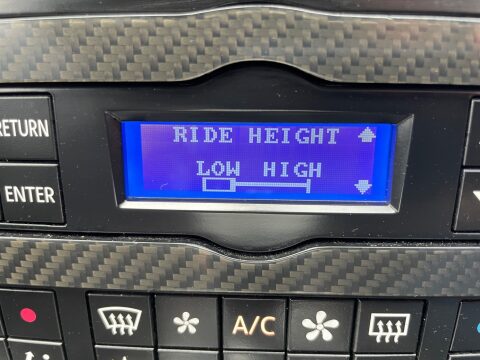 RETURN
ENTER
RIDE HEIGHT
LOW HIGH
A/C